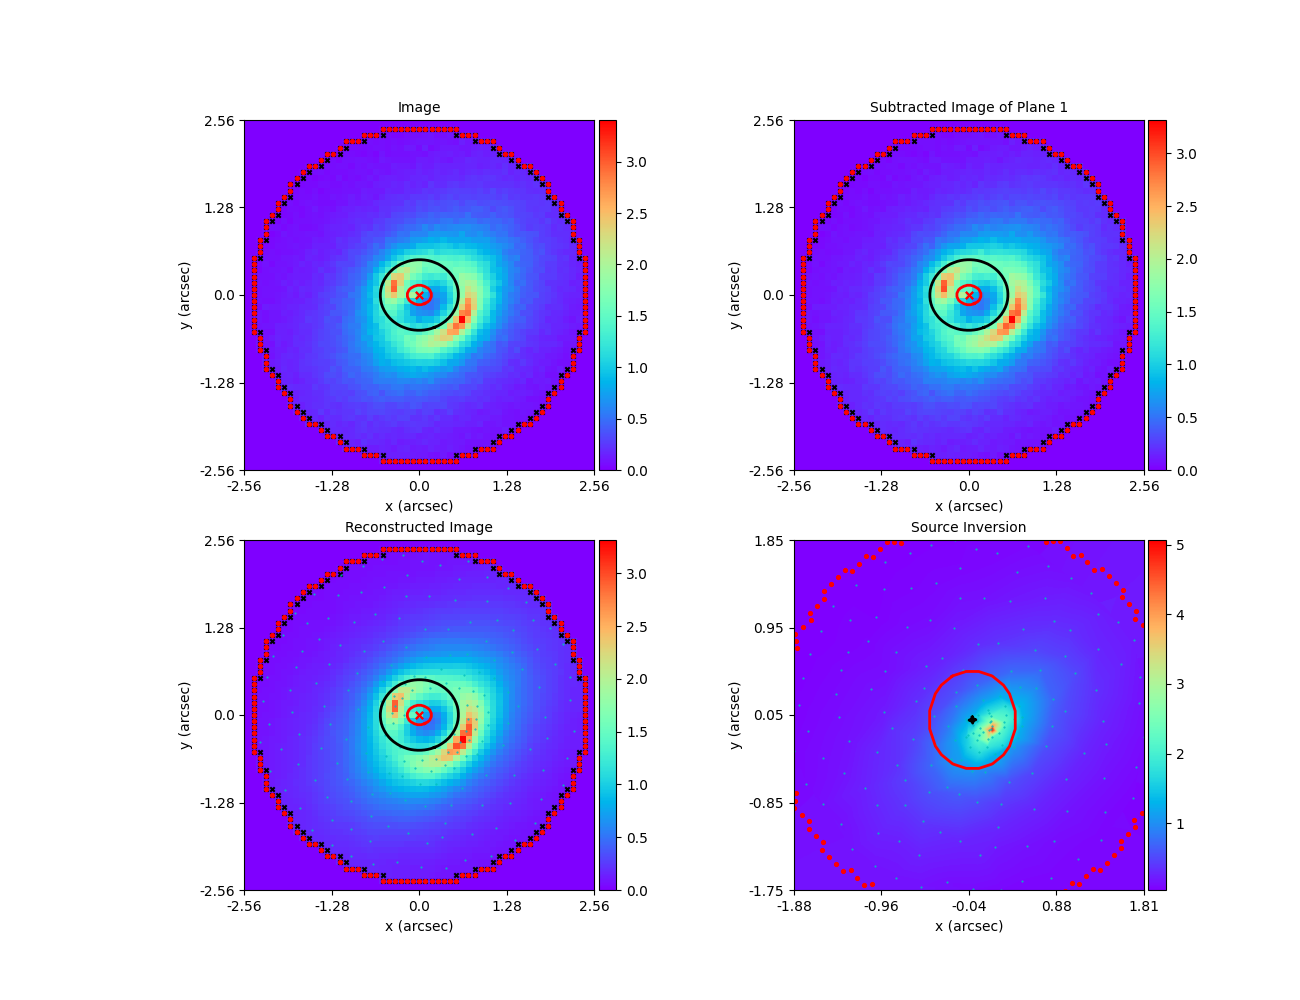 Image
2.56
1.28
0.0
-1.28
-2.56
y (arcsec)
-2.56 -1.28 0.0 1.28 2.56
x (arcsec)
3.0
2.5
2.0
1.5
1.0
0.5
0.0
Subtracted Image of Plane 1
2.56
1.28
0.0
-1.28
-2.56
y (arcsec)
-2.56 -1.28 0.0 1.28 2.56
x (arcsec)
3.0
2.5
2.0
1.5
1.0
0.5
0.0
Reconstructed Image
2.56
1.28
0.0
-1.28
-2.56
y (arcsec)
-2.56 -1.28 0.0 1.28 2.56
x (arcsec)
3.0
2.5
2.0
1.5
1.0
0.5
0.0
Source Inversion
1.85
0.95
0.05
-0.85
-1.75
y (arcsec)
-1.88 -0.96 -0.04 0.88 1.81
x (arcsec)
5
4
3
2
1